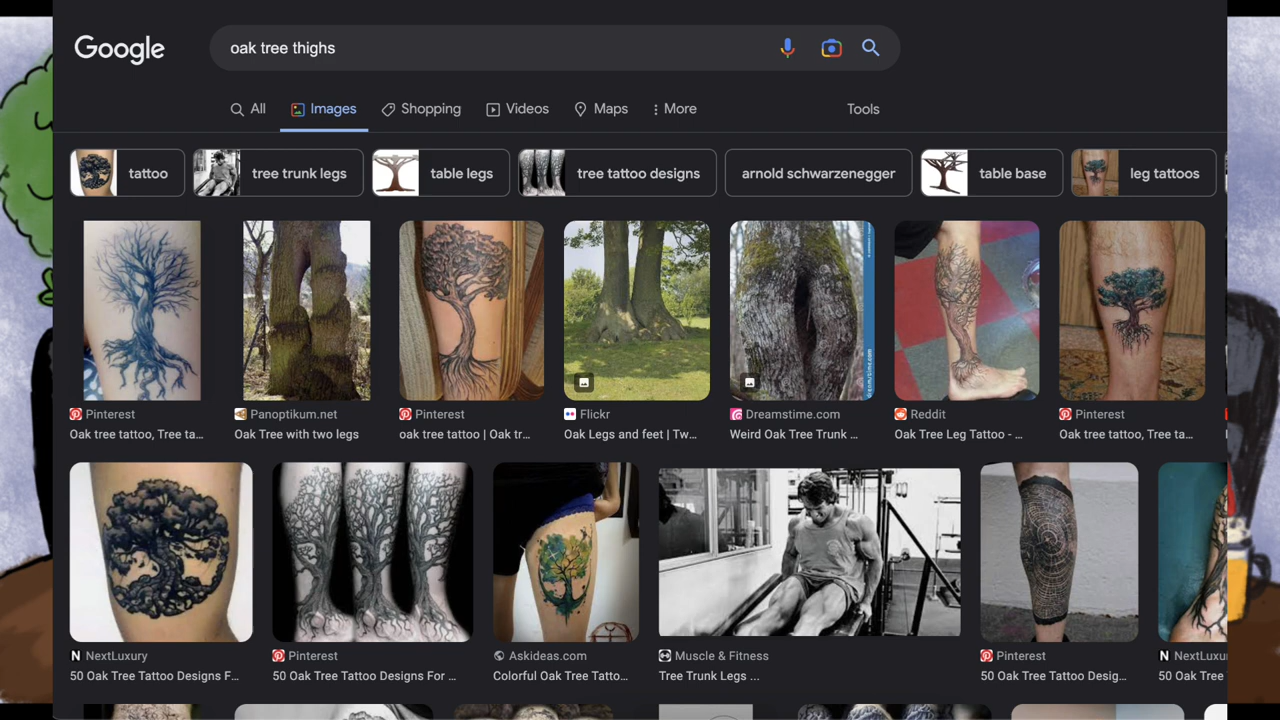 Google
oak tree thighs
All
Images
Shopping
Videos
Maps
More
Tools
tattoo
tree trunk legs
table legs
tree tattoo designs
arnold schwarzenegger
table base
leg tattoos
Pinterest
Panoptikum.net
Pinterest
Flickr
Dreamstime.com
Reddit
Pinterest
Oak tree tattoo, Tree ta...
Oak Tree with two legs
oak tree tattoo | Oak tr...
Oak Legs and feet | Tw...
Weird Oak Tree Trunk ...
Oak Tree Leg Tattoo - ...
Oak tree tattoo, Tree ta...
NextLuxury
Pinterest
Askideas.com
Muscle & Fitness
Pinterest
NextLuxu
50 Oak Tree Tattoo Designs F...
50 Oak Tree Tattoo Designs For ...
Colorful Oak Tree Tatto...
Tree Trunk Legs ...
50 Oak Tree Tattoo Desig...
50 Oak Tree